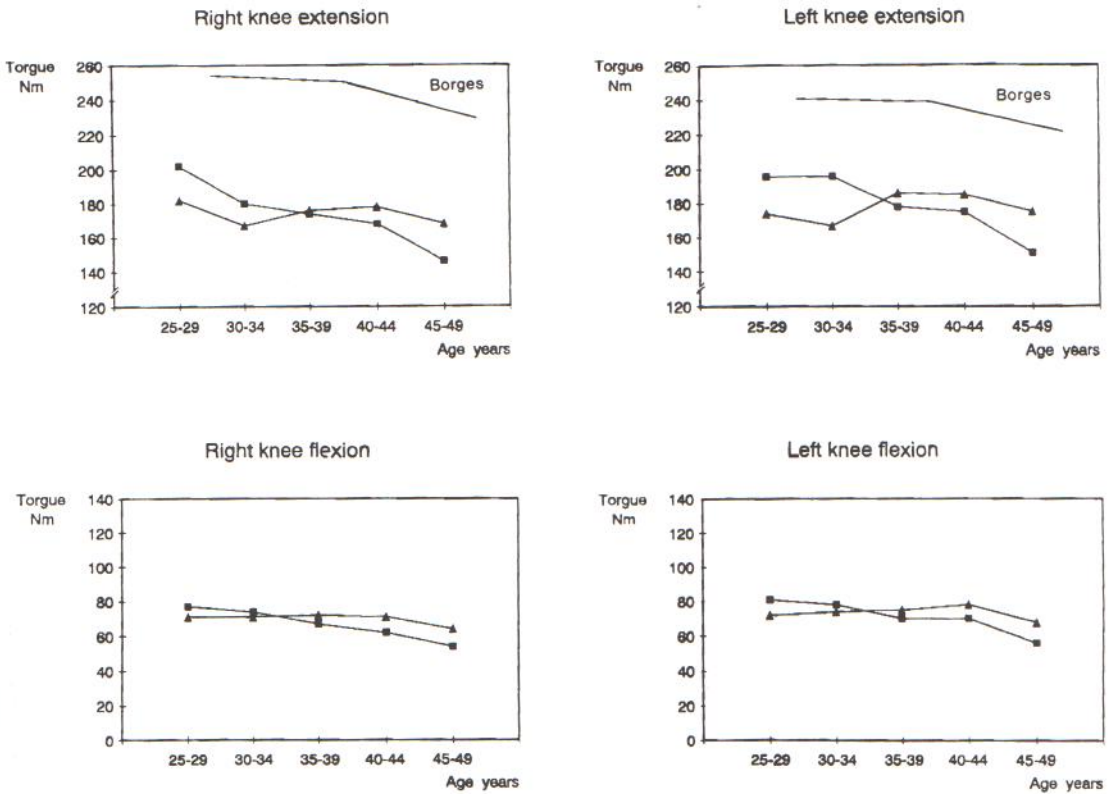 Right knee extension
Torgue
Nm
260
240
220
200
180
160
140
120
Borges
25-29 30-34 35-39 40-44 45-49
Age years
Left knee extension
Torgue
Nm
260
240
220
200
180
160
140
120
Borges
25-29 30-34 35-39 40-44 45-49
Age years
Right knee flexion
Torgue
Nm
140
120
100
80
60
40
20
0
25-29 30-34 35-39 40-44 45-49
Age years
Left knee flexion
Torgue
Nm
140
120
100
80
60
40
20
0
25-29 30-34 35-39 40-44 45-49
Age years